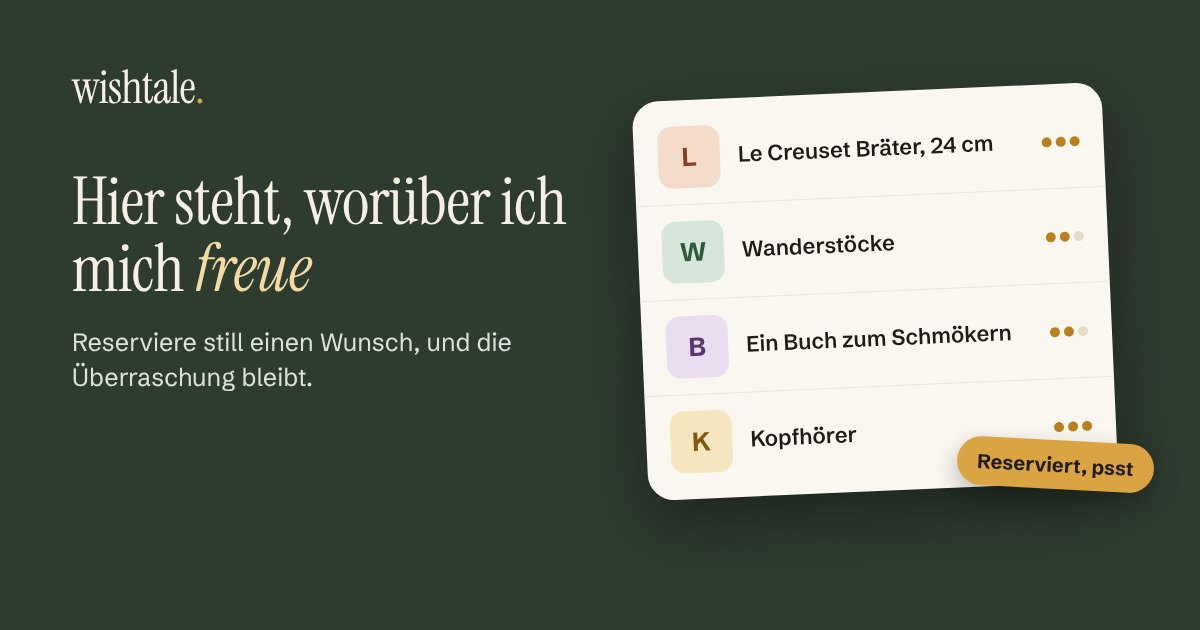 wishtale.
Hier steht, worüber ich
mich freue
Reserviere still einen Wunsch, und die
Überraschung bleibt.
L
Le Creuset Bräter, 24 cm
W
Wanderstöcke
B
Ein Buch zum Schmökern
K
Kopfhörer
Reserviert, psst